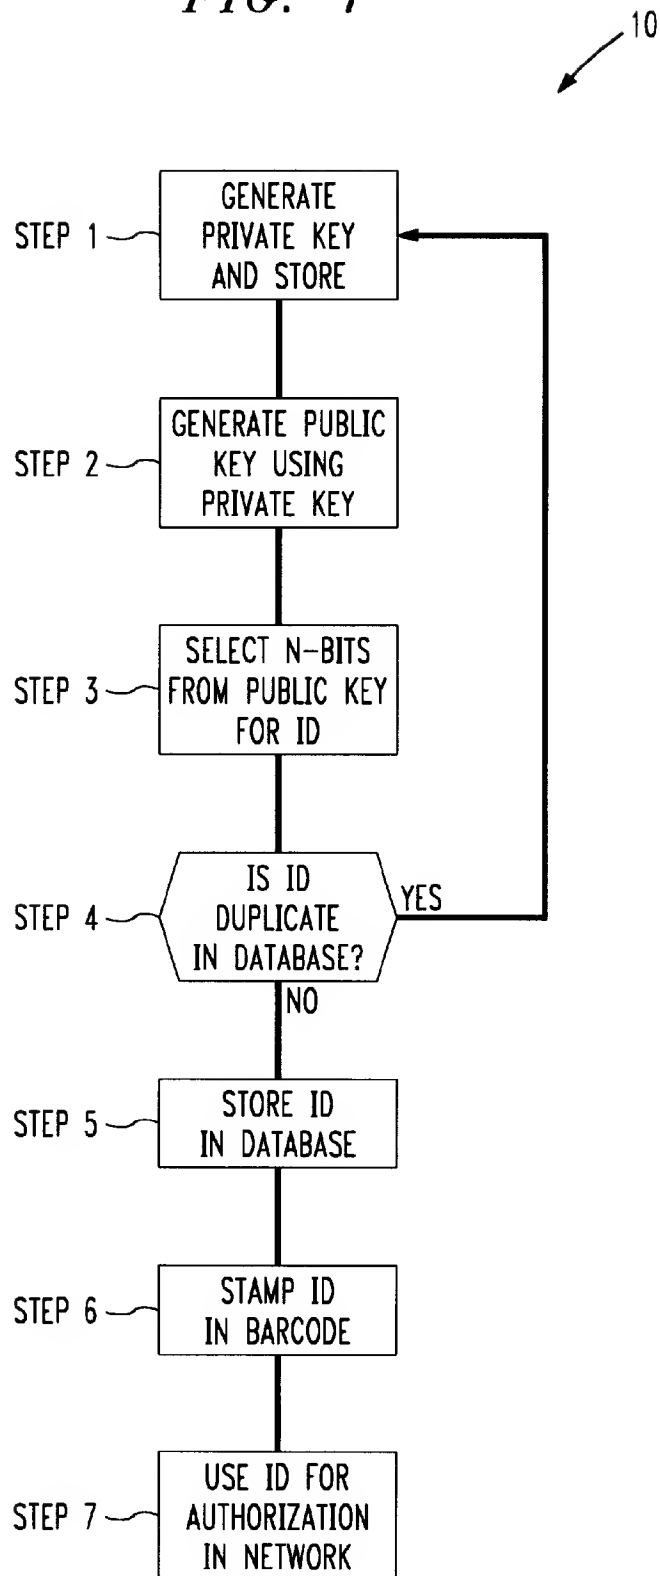 FIG. 1
10
STEP 1
GENERATE
PRIVATE KEY
AND STORE
STEP 2
GENERATE PUBLIC
KEY USING
PRIVATE KEY
STEP 3
SELECT N-BITS
FROM PUBLIC KEY
FOR ID
STEP 4
IS ID
DUPLICATE
IN DATABASE?
YES
NO
STEP 5
STORE ID
IN DATABASE
STEP 6
STAMP ID
IN BARCODE
STEP 7
USE ID FOR
AUTHORIZATION
IN NETWORK